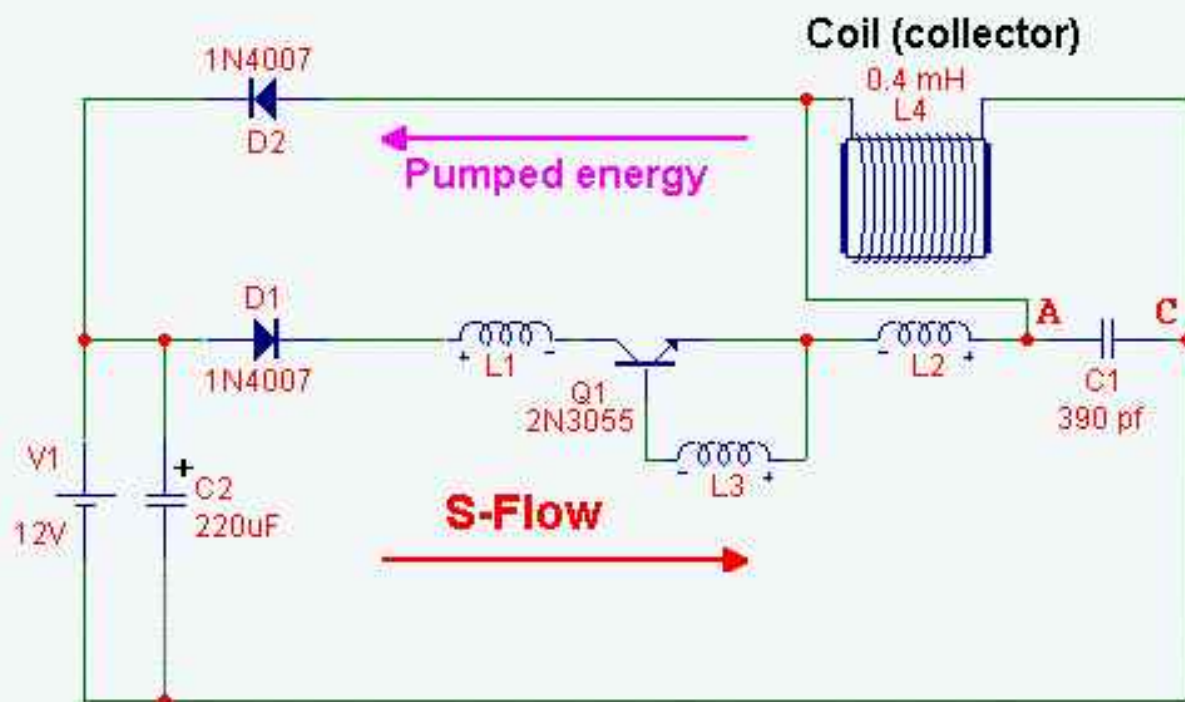 Coil (collector)
1N4007
0.4 mH
L4
D2
Pumped energy
D1
A
C
1N4007
+ L1 -
Q1
2N3055
- L2 +
C1
390 pf
- L3 +
V1
12V
+
C2
220uF
S-Flow